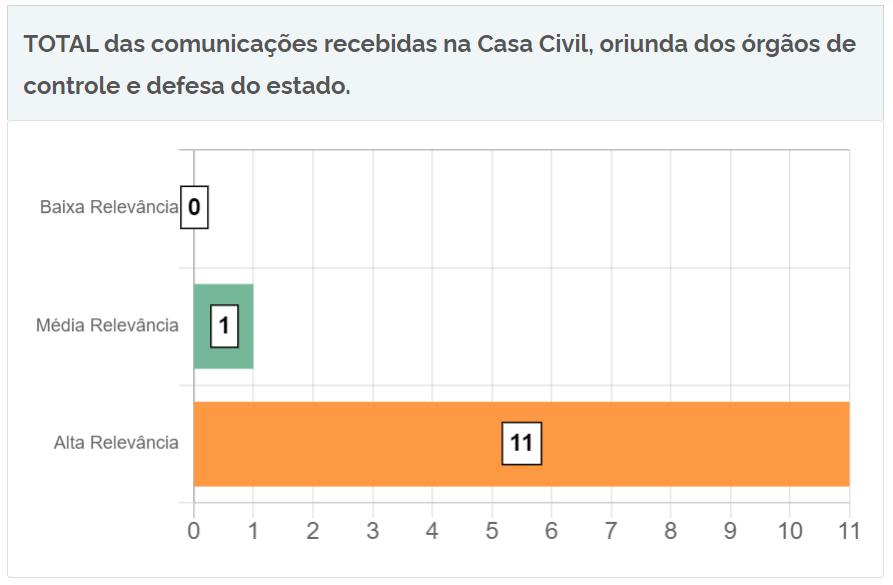 TOTAL das comunicações recebidas na Casa Civil, oriunda dos órgãos de
controle e defesa do estado.
Baixa Relevância 0
Média Relevância 1
Alta Relevância 11
0 1 2 3 4 5 6 7 8 9 10 11